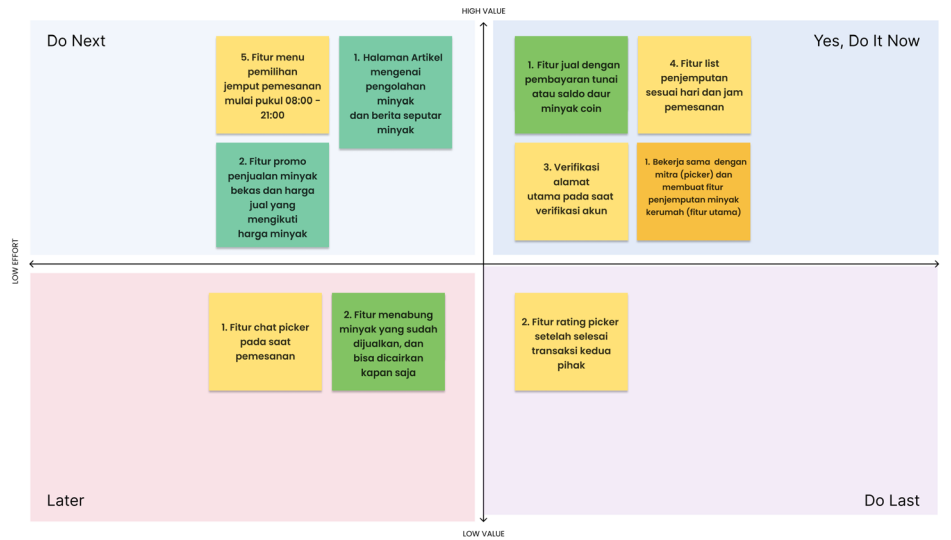 HIGH VALUE
Do Next
5. Fitur menu
pemilihan
jemput pemesanan
mulai pukul 08:00 -
21:00
1. Halaman Artikel
mengenai
pengolahan
minyak
dan berita seputar
minyak
2. Fitur promo
penjualan minyak
bekas dan harga
jual yang
mengikuti
harga minyak
Yes, Do It Now
1. Fitur jual dengan
pembayaran tunai
atau saldo daur
minyak coin
4. Fitur list
penjemputan
sesuai hari dan jam
pemesanan
3. Verifikasi
alamat
utama pada saat
verifikasi akun
1. Bekerja sama dengan
mitra (picker) dan
membuat fitur
penjemputan minyak
kerumah (fitur utama)
LOW EFFORT
1. Fitur chat picker
pada saat
pemesanan
2. Fitur menabung
minyak yang sudah
dijualkan, dan
bisa dicairkan
kapan saja
Later
2. Fitur rating picker
setelah selesai
transaksi kedua
pihak
Do Last
LOW VALUE